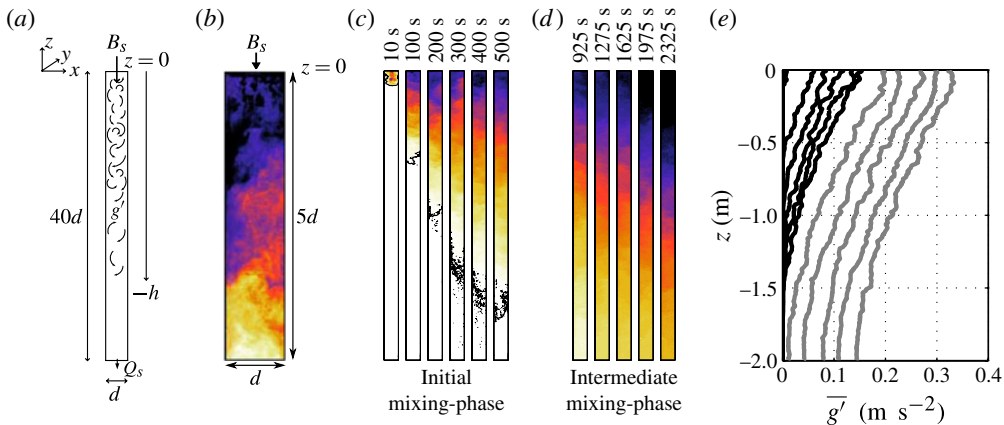 (a)
z
y
x
B_s
z = 0
40d
g′
−h
Q_s
d
(b)
B_s
z = 0
5d
d
(c)
10 s
100 s
200 s
300 s
400 s
500 s
Initial
mixing-phase
(d)
925 s
1275 s
1625 s
1975 s
2325 s
Intermediate
mixing-phase
(e)
0
−0.5
−1.0
−1.5
−2.0
z (m)
0
0.1
0.2
0.3
0.4
g′ (m s⁻²)